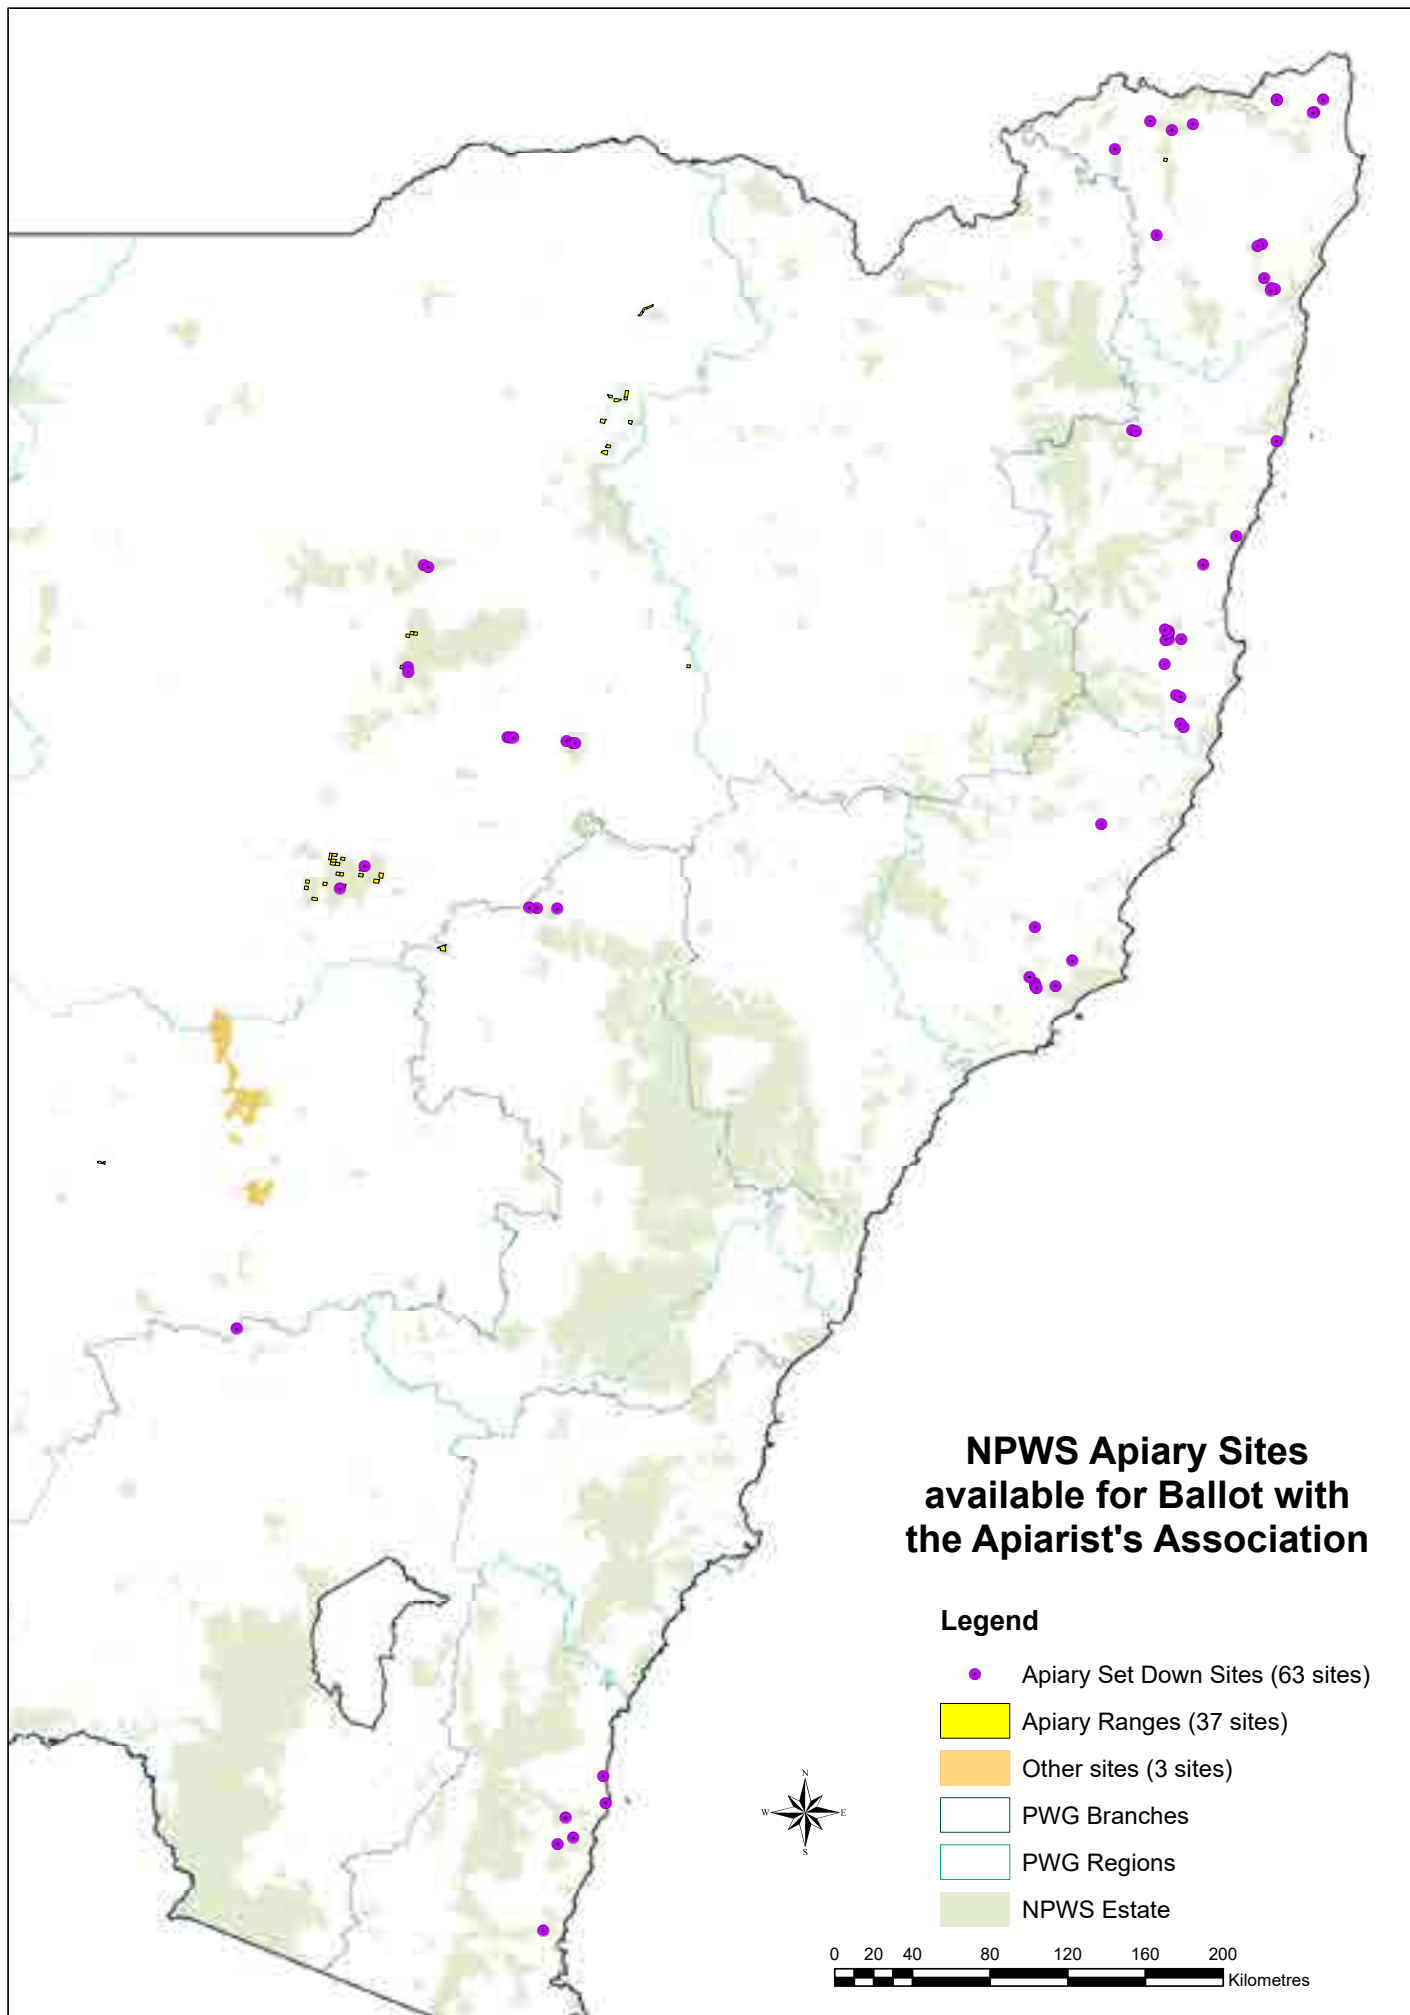 NPWS Apiary Sites
available for Ballot with
the Apiarist's Association
Legend
Apiary Set Down Sites (63 sites)
Apiary Ranges (37 sites)
Other sites (3 sites)
PWG Branches
PWG Regions
NPWS Estate
N
W E
S
0 20 40 80 120 160 200
Kilometres